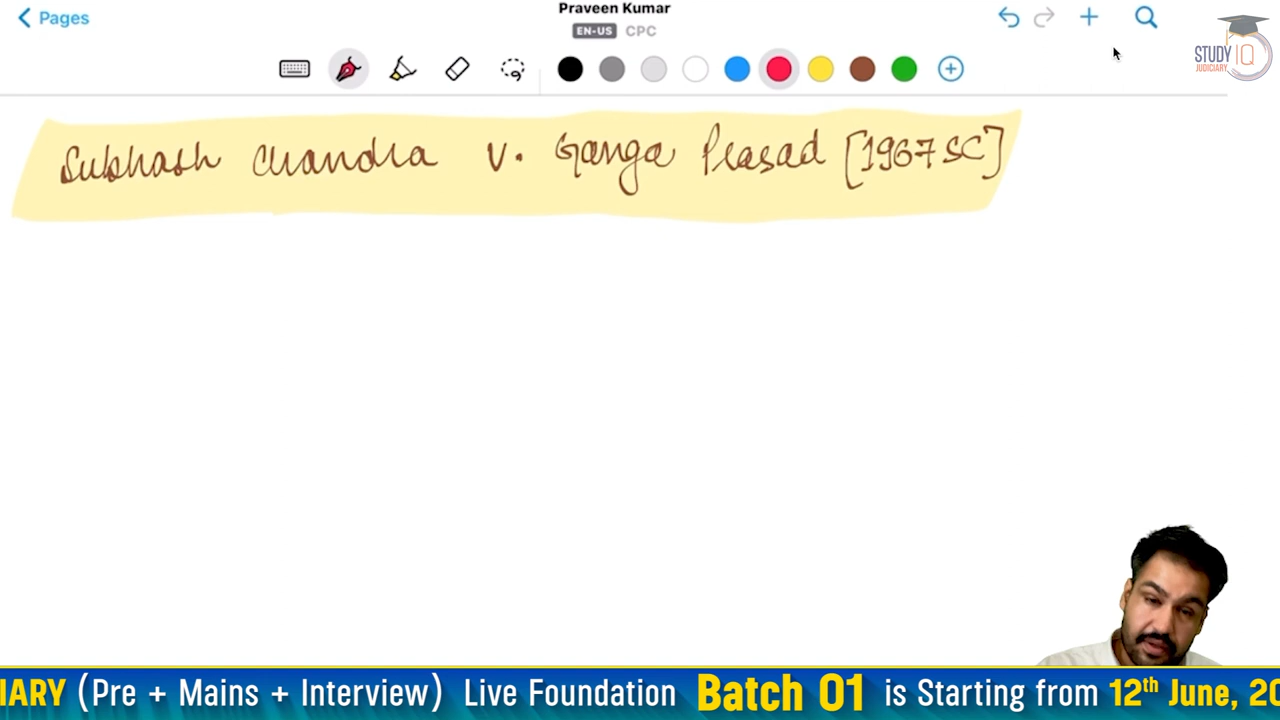 Pages
Praveen Kumar
EN-US CPC
STUDY IQ
JUDICIARY
Subhash Chandra v. Ganga Prasad [1967 SC]
IARY (Pre + Mains + Interview) Live Foundation Batch 01 is Starting from 12th June, 20